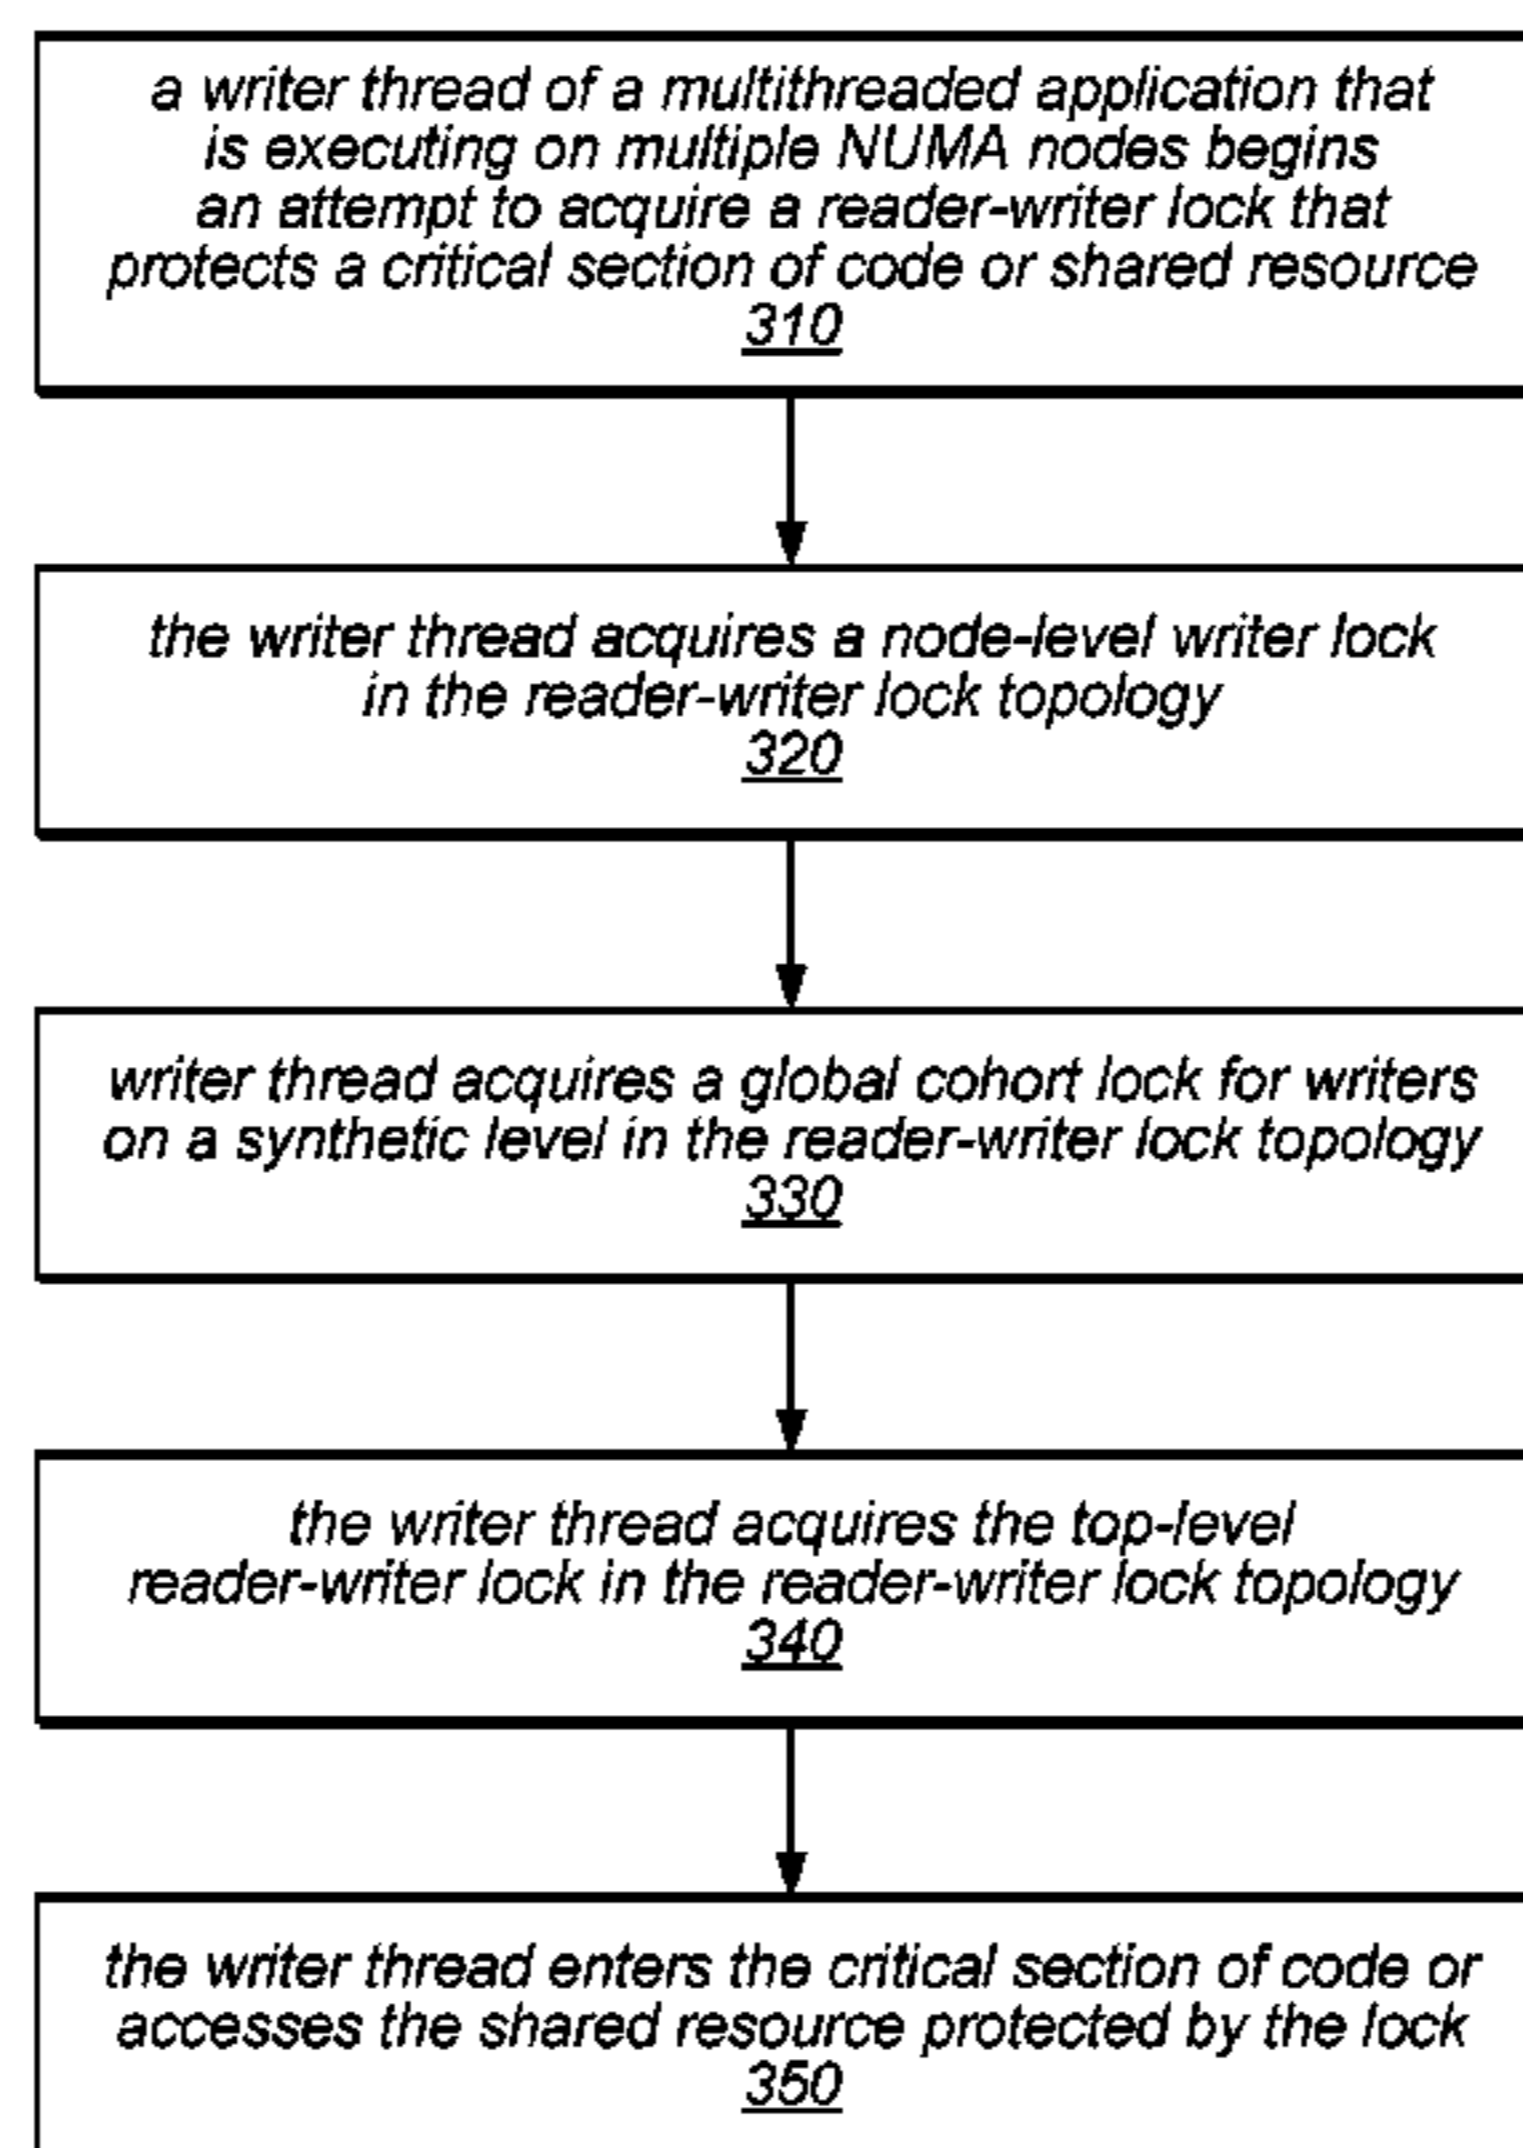 a writer thread of a multithreaded application that
is executing on multiple NUMA nodes begins
an attempt to acquire a reader-writer lock that
protects a critical section of code or shared resource
310
the writer thread acquires a node-level writer lock
in the reader-writer lock topology
320
writer thread acquires a global cohort lock for writers
on a synthetic level in the reader-writer lock topology
330
the writer thread acquires the top-level
reader-writer lock in the reader-writer lock topology
340
the writer thread enters the critical section of code or
accesses the shared resource protected by the lock
350